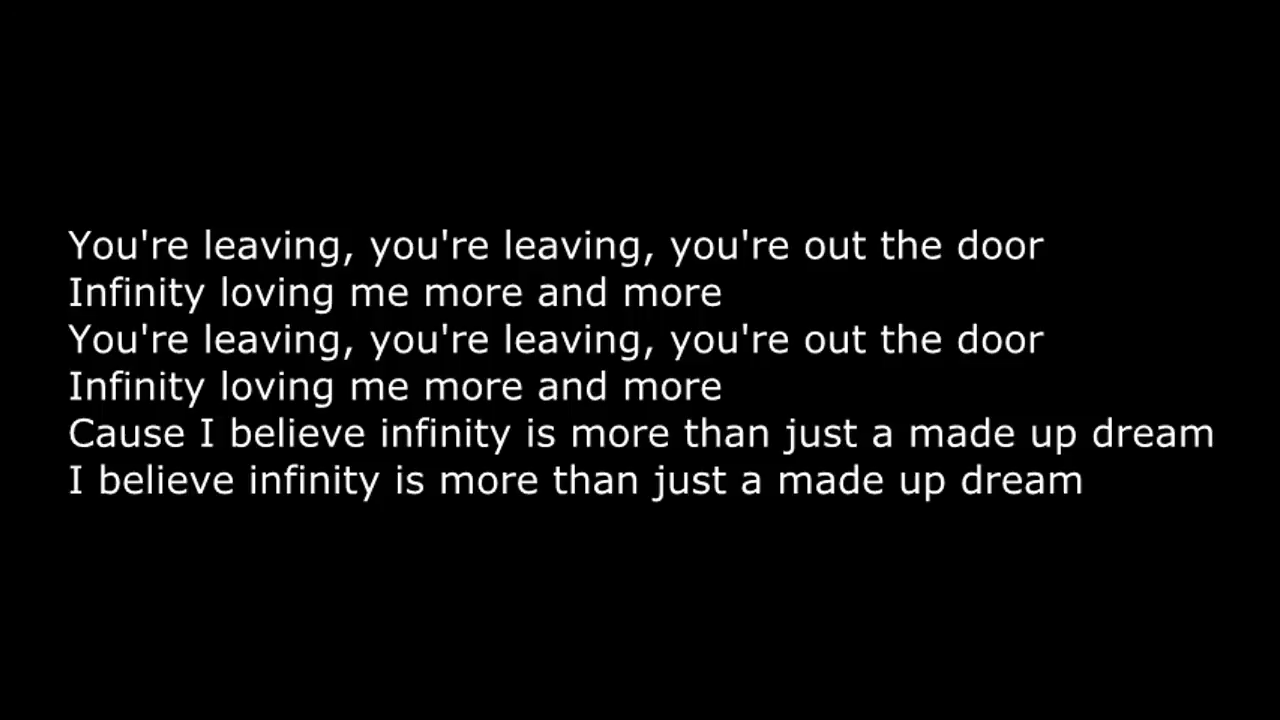 You're leaving, you're leaving, you're out the door
Infinity loving me more and more
You're leaving, you're leaving, you're out the door
Infinity loving me more and more
Cause I believe infinity is more than just a made up dream
I believe infinity is more than just a made up dream